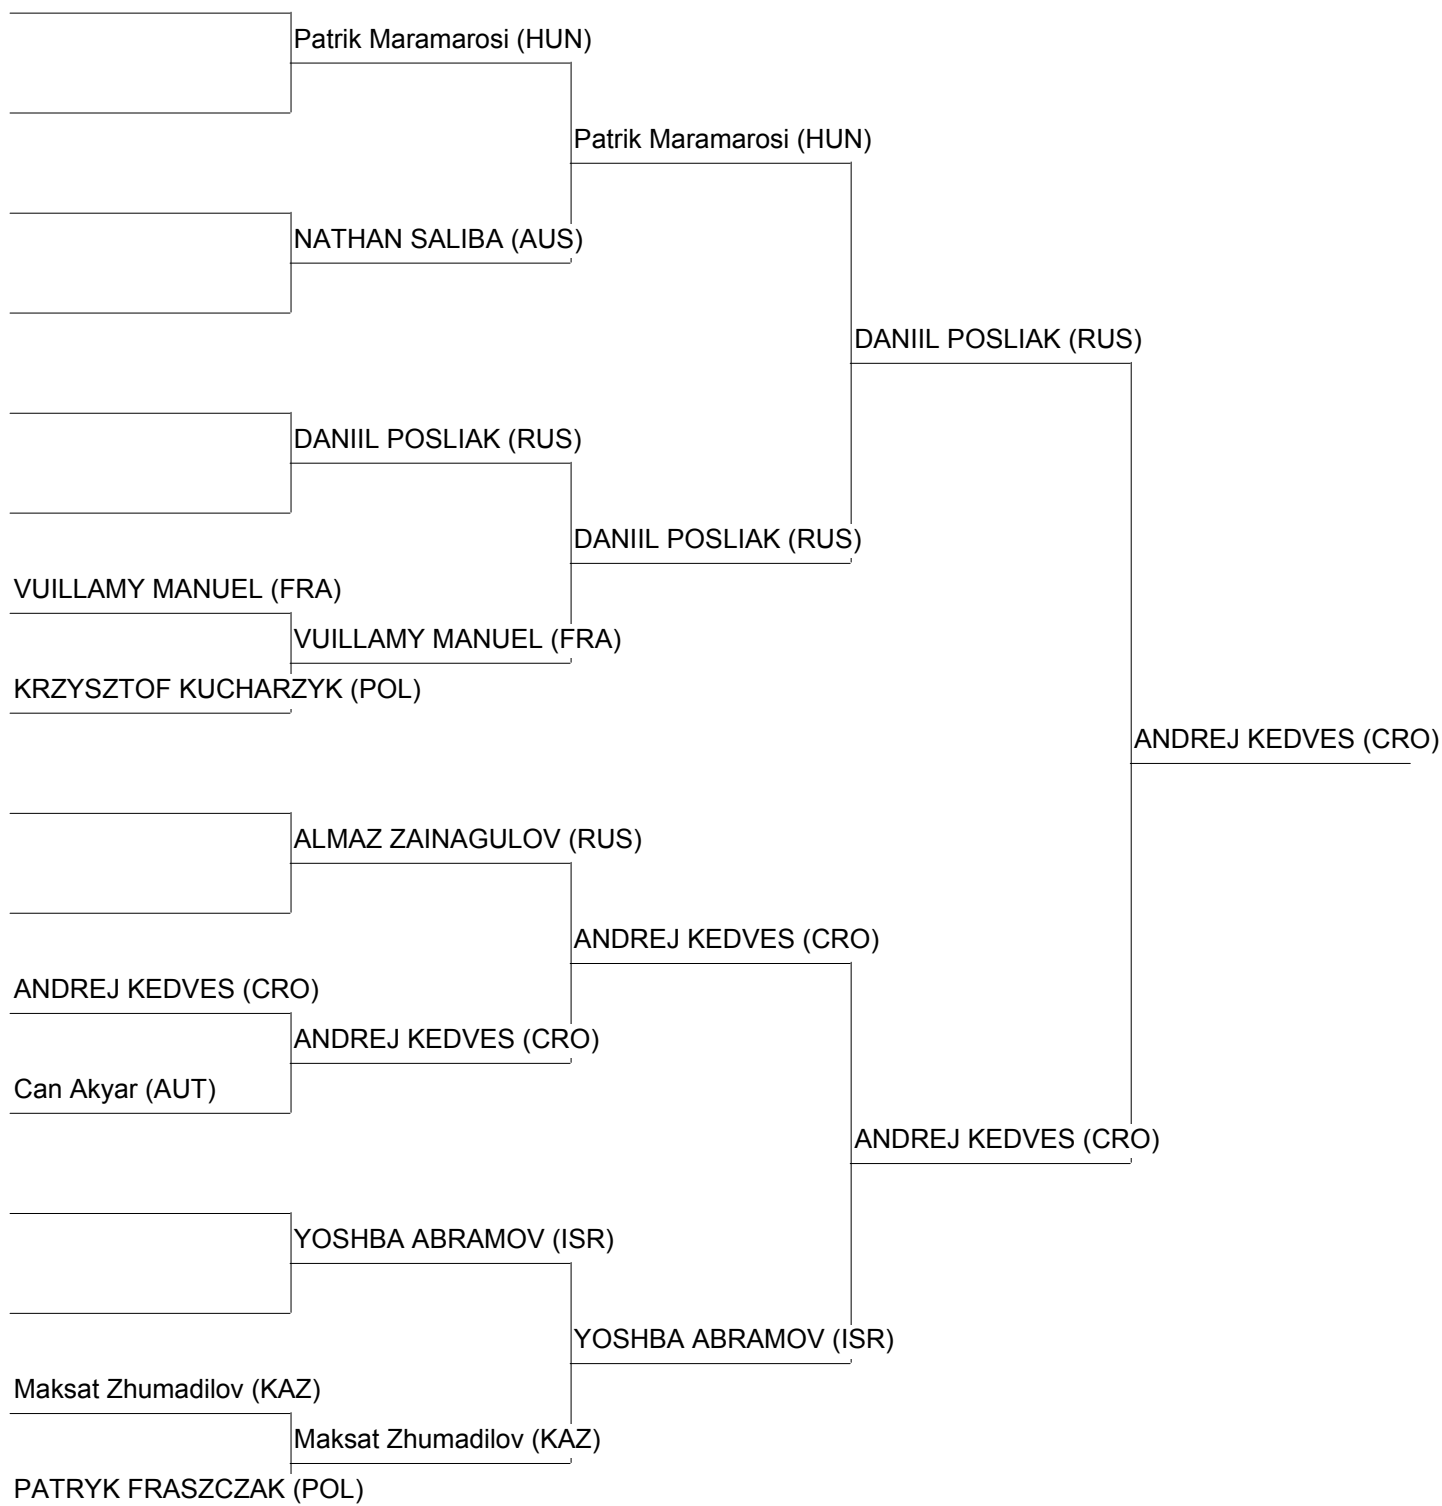 Patrik Maramarosi (HUN)
Patrik Maramarosi (HUN)
NATHAN SALIBA (AUS)
DANIIL POSLIAK (RUS)
DANIIL POSLIAK (RUS)
DANIIL POSLIAK (RUS)
VUILLAMY MANUEL (FRA)
VUILLAMY MANUEL (FRA)
KRZYSZTOF KUCHARZYK (POL)
ANDREJ KEDVES (CRO)
ALMAZ ZAINAGULOV (RUS)
ANDREJ KEDVES (CRO)
ANDREJ KEDVES (CRO)
ANDREJ KEDVES (CRO)
Can Akyar (AUT)
ANDREJ KEDVES (CRO)
YOSHBA ABRAMOV (ISR)
YOSHBA ABRAMOV (ISR)
Maksat Zhumadilov (KAZ)
Maksat Zhumadilov (KAZ)
PATRYK FRASZCZAK (POL)